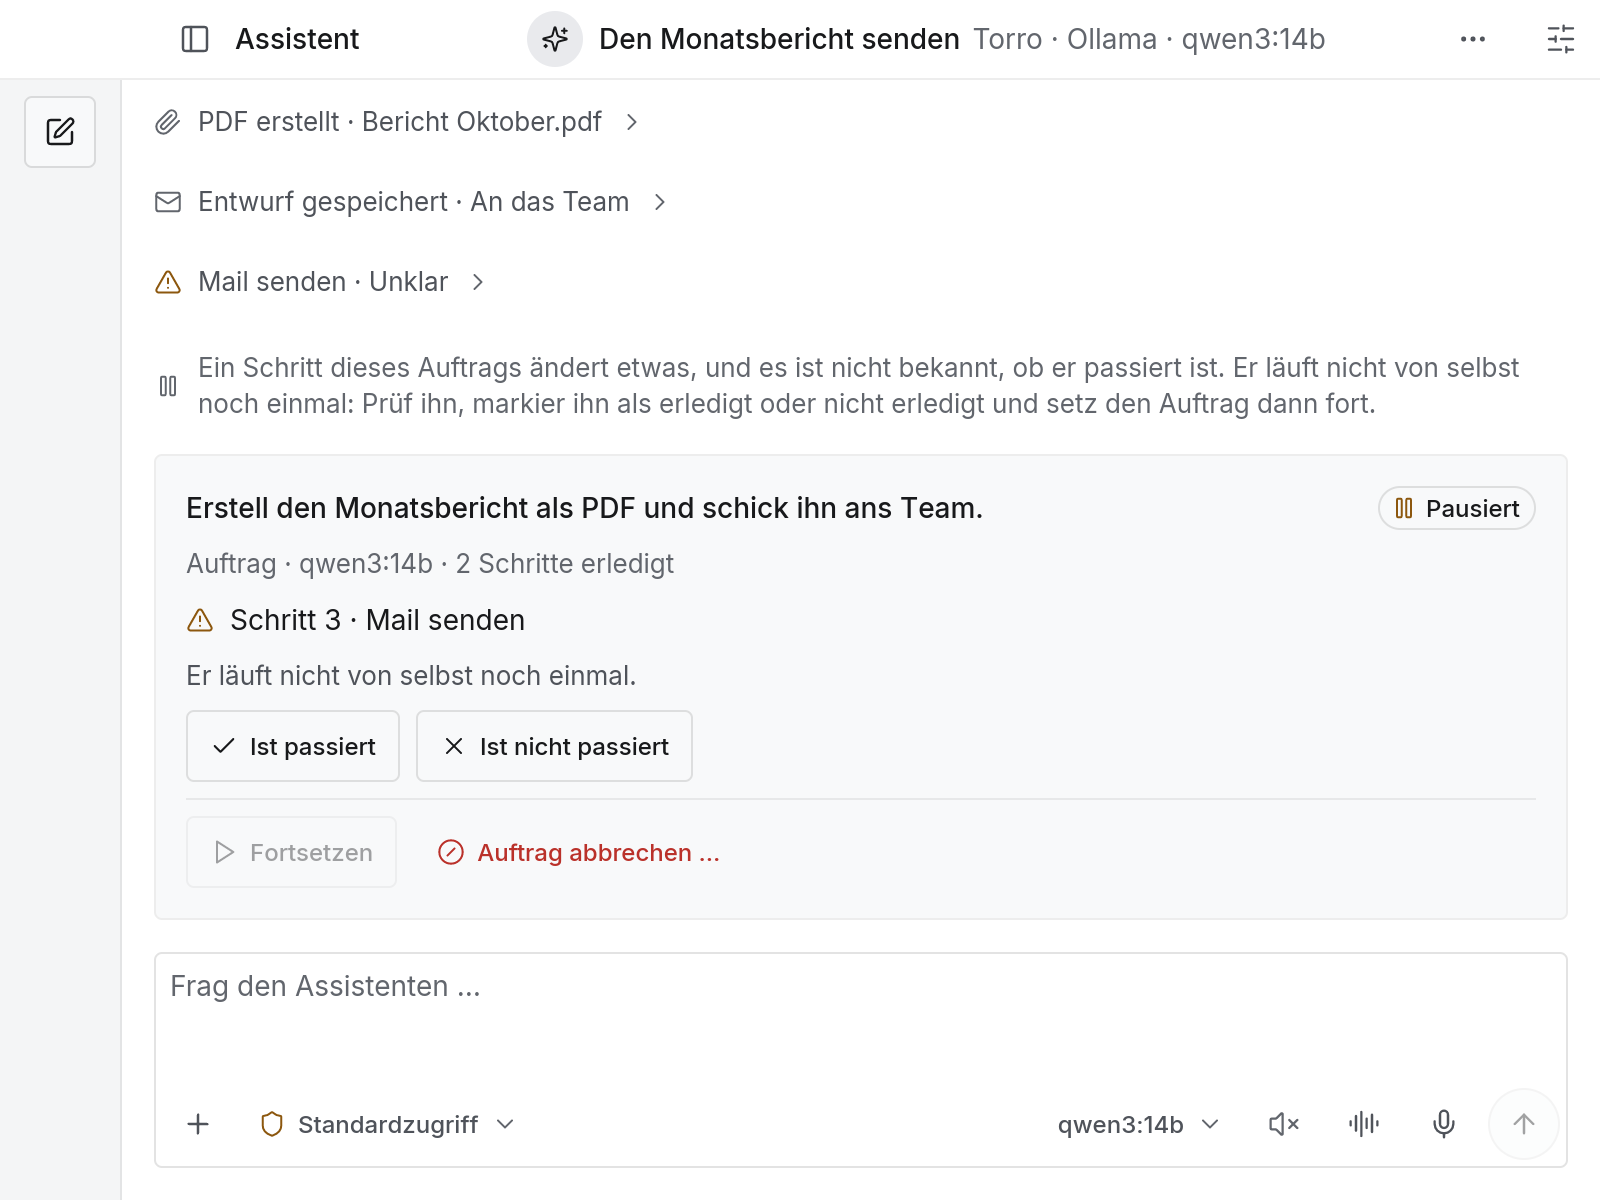 Assistent
Den Monatsbericht senden Torro · Ollama · qwen3:14b
PDF erstellt · Bericht Oktober.pdf
Entwurf gespeichert · An das Team
Mail senden · Unklar
Ein Schritt dieses Auftrags ändert etwas, und es ist nicht bekannt, ob er passiert ist. Er läuft nicht von selbst
noch einmal: Prüf ihn, markier ihn als erledigt oder nicht erledigt und setz den Auftrag dann fort.
Erstell den Monatsbericht als PDF und schick ihn ans Team.
Pausiert
Auftrag · qwen3:14b · 2 Schritte erledigt
Schritt 3 · Mail senden
Er läuft nicht von selbst noch einmal.
Ist passiert
Ist nicht passiert
Fortsetzen
Auftrag abbrechen …
Frag den Assistenten …
Standardzugriff
qwen3:14b